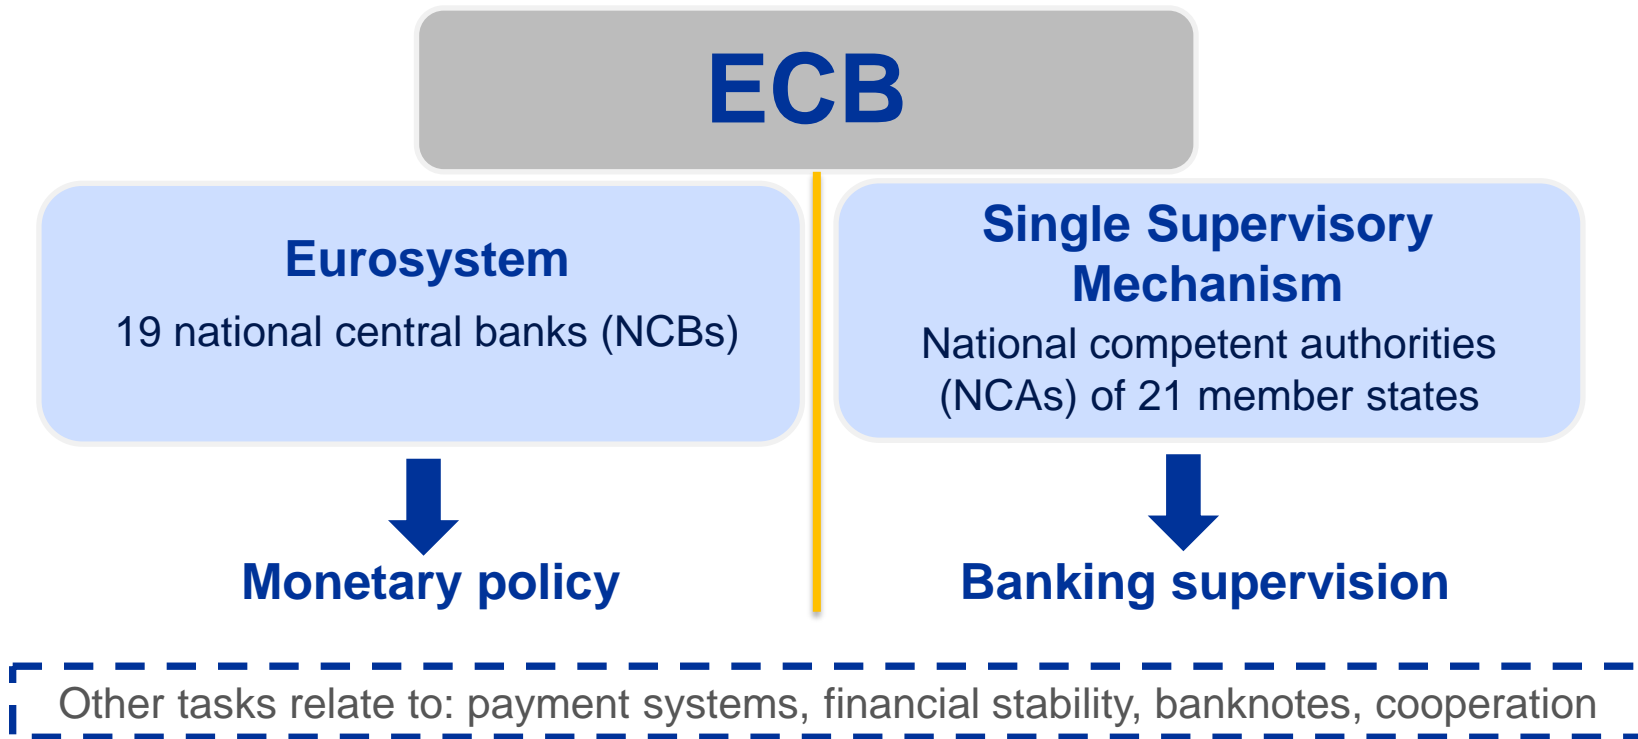 ECB
Eurosystem
19 national central banks (NCBs)
Single Supervisory
Mechanism
National competent authorities
(NCAs) of 21 member states
Monetary policy
Banking supervision
Other tasks relate to: payment systems, financial stability, banknotes, cooperation